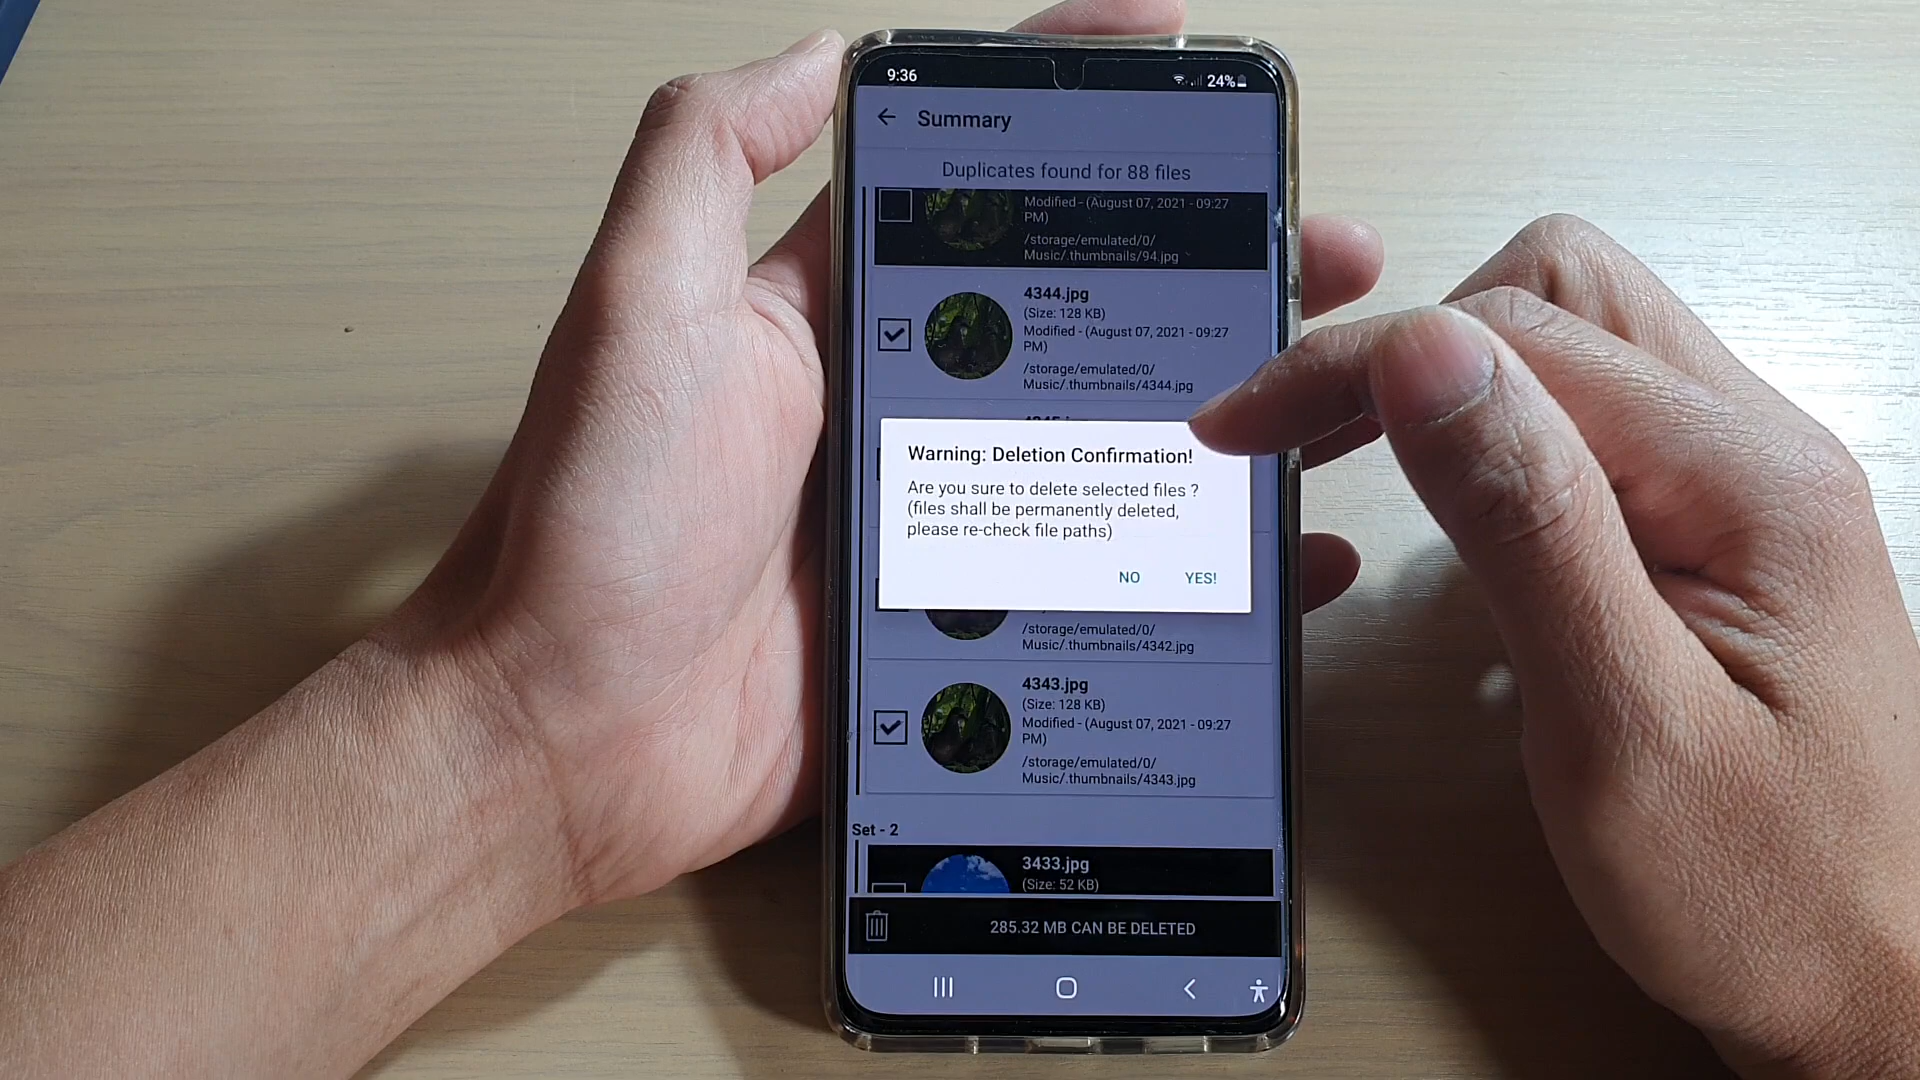 9:36
24%
Summary
Duplicates found for 88 files
Modified - (August 07, 2021 - 09:27
PM)
/storage/emulated/0/
Music/.thumbnails/94.jpg
4344.jpg
(Size: 128 KB)
Modified - (August 07, 2021 - 09:27
PM)
/storage/emulated/0/
Music/.thumbnails/4344.jpg
Warning: Deletion Confirmation!
Are you sure to delete selected files ?
(files shall be permanently deleted,
please re-check file paths)
NO YES!
/storage/emulated/0/
Music/.thumbnails/4342.jpg
4343.jpg
(Size: 128 KB)
Modified - (August 07, 2021 - 09:27
PM)
/storage/emulated/0/
Music/.thumbnails/4343.jpg
Set - 2
3433.jpg
(Size: 52 KB)
285.32 MB CAN BE DELETED